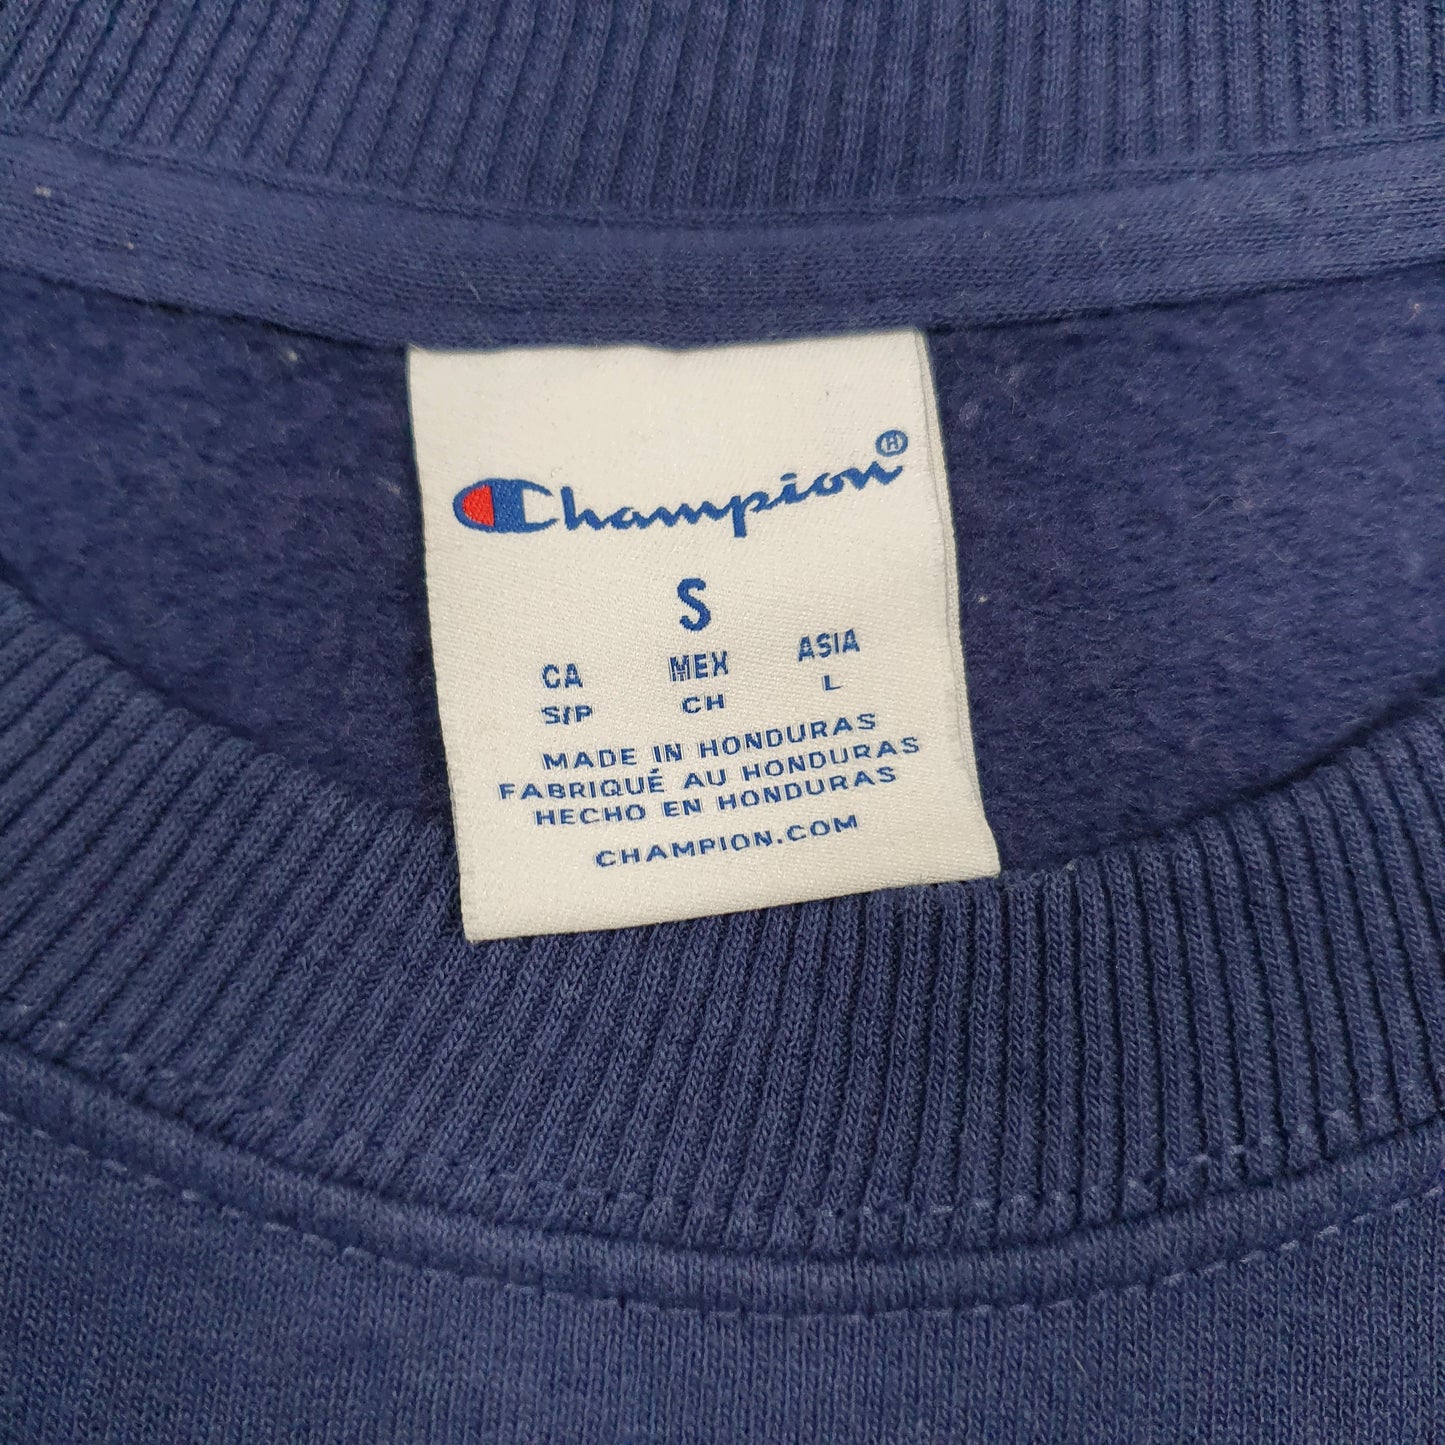 Champion®
S
CA MEX ASIA
S/P CH L
MADE IN HONDURAS
FABRIQUÉ AU HONDURAS
HECHO EN HONDURAS
CHAMPION.COM